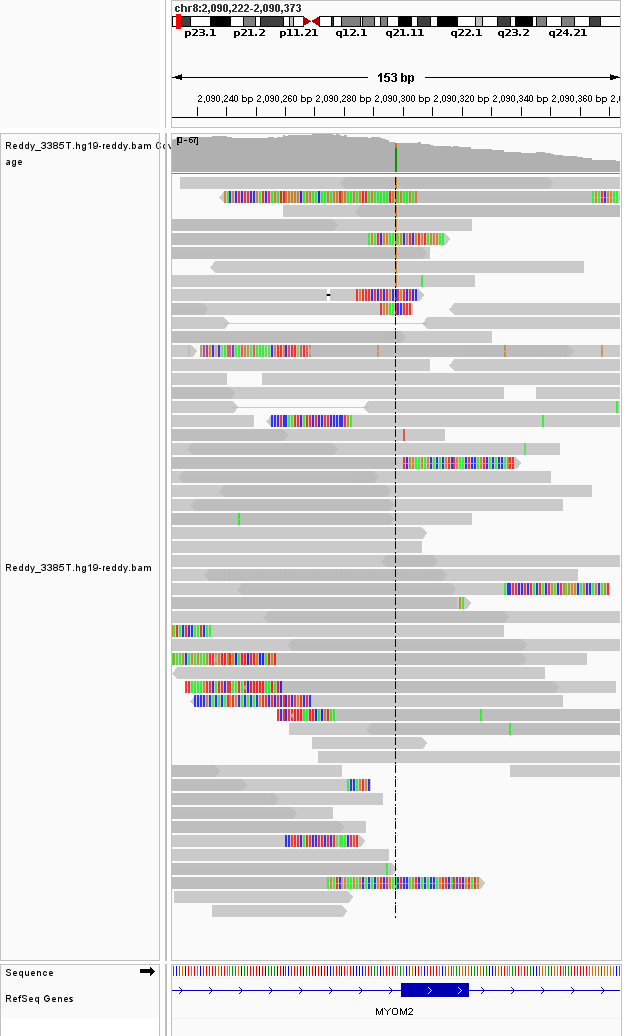 chr8:2,090,222-2,090,373
p23.1 p21.2 p11.21 q12.1 q21.11 q22.1 q23.2 q24.21
153 bp
2,090,240 bp 2,090,260 bp 2,090,280 bp 2,090,300 bp 2,090,320 bp 2,090,340 bp 2,090,360 bp
Reddy_3385T.hg19-reddy.bam Cov
age
[0 - 67]
Reddy_3385T.hg19-reddy.bam
Sequence
RefSeq Genes
MYOM2